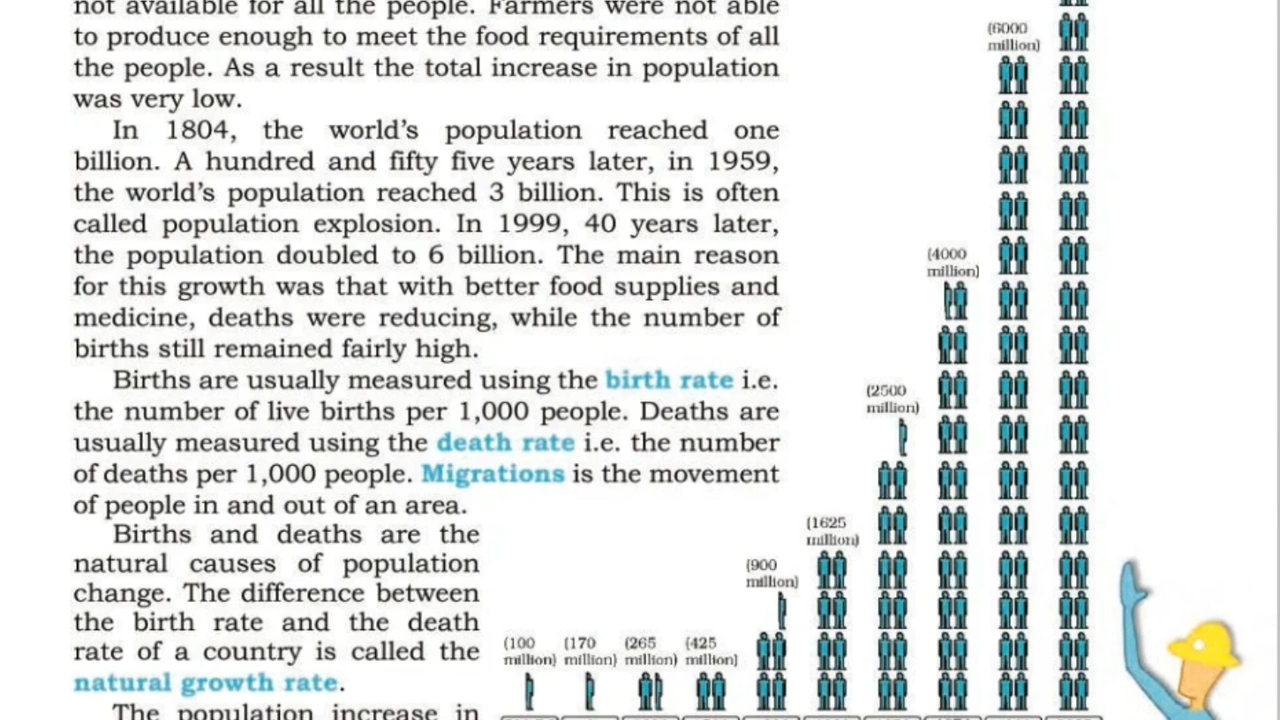 not available for all the people. Farmers were not able
to produce enough to meet the food requirements of all
the people. As a result the total increase in population
was very low.
In 1804, the world's population reached one
billion. A hundred and fifty five years later, in 1959,
the world's population reached 3 billion. This is often
called population explosion. In 1999, 40 years later,
the population doubled to 6 billion. The main reason
for this growth was that with better food supplies and
medicine, deaths were reducing, while the number of
births still remained fairly high.
Births are usually measured using the birth rate i.e.
the number of live births per 1,000 people. Deaths are
usually measured using the death rate i.e. the number
of deaths per 1,000 people. Migrations is the movement
of people in and out of an area.
Births and deaths are the
natural causes of population
change. The difference between
the birth rate and the death
rate of a country is called the
natural growth rate.
The population increase in
(100
million)
(170
million)
(265
million)
(425
million)
(900
million)
(1625
million)
(2500
million)
(4000
million)
(6000
million)